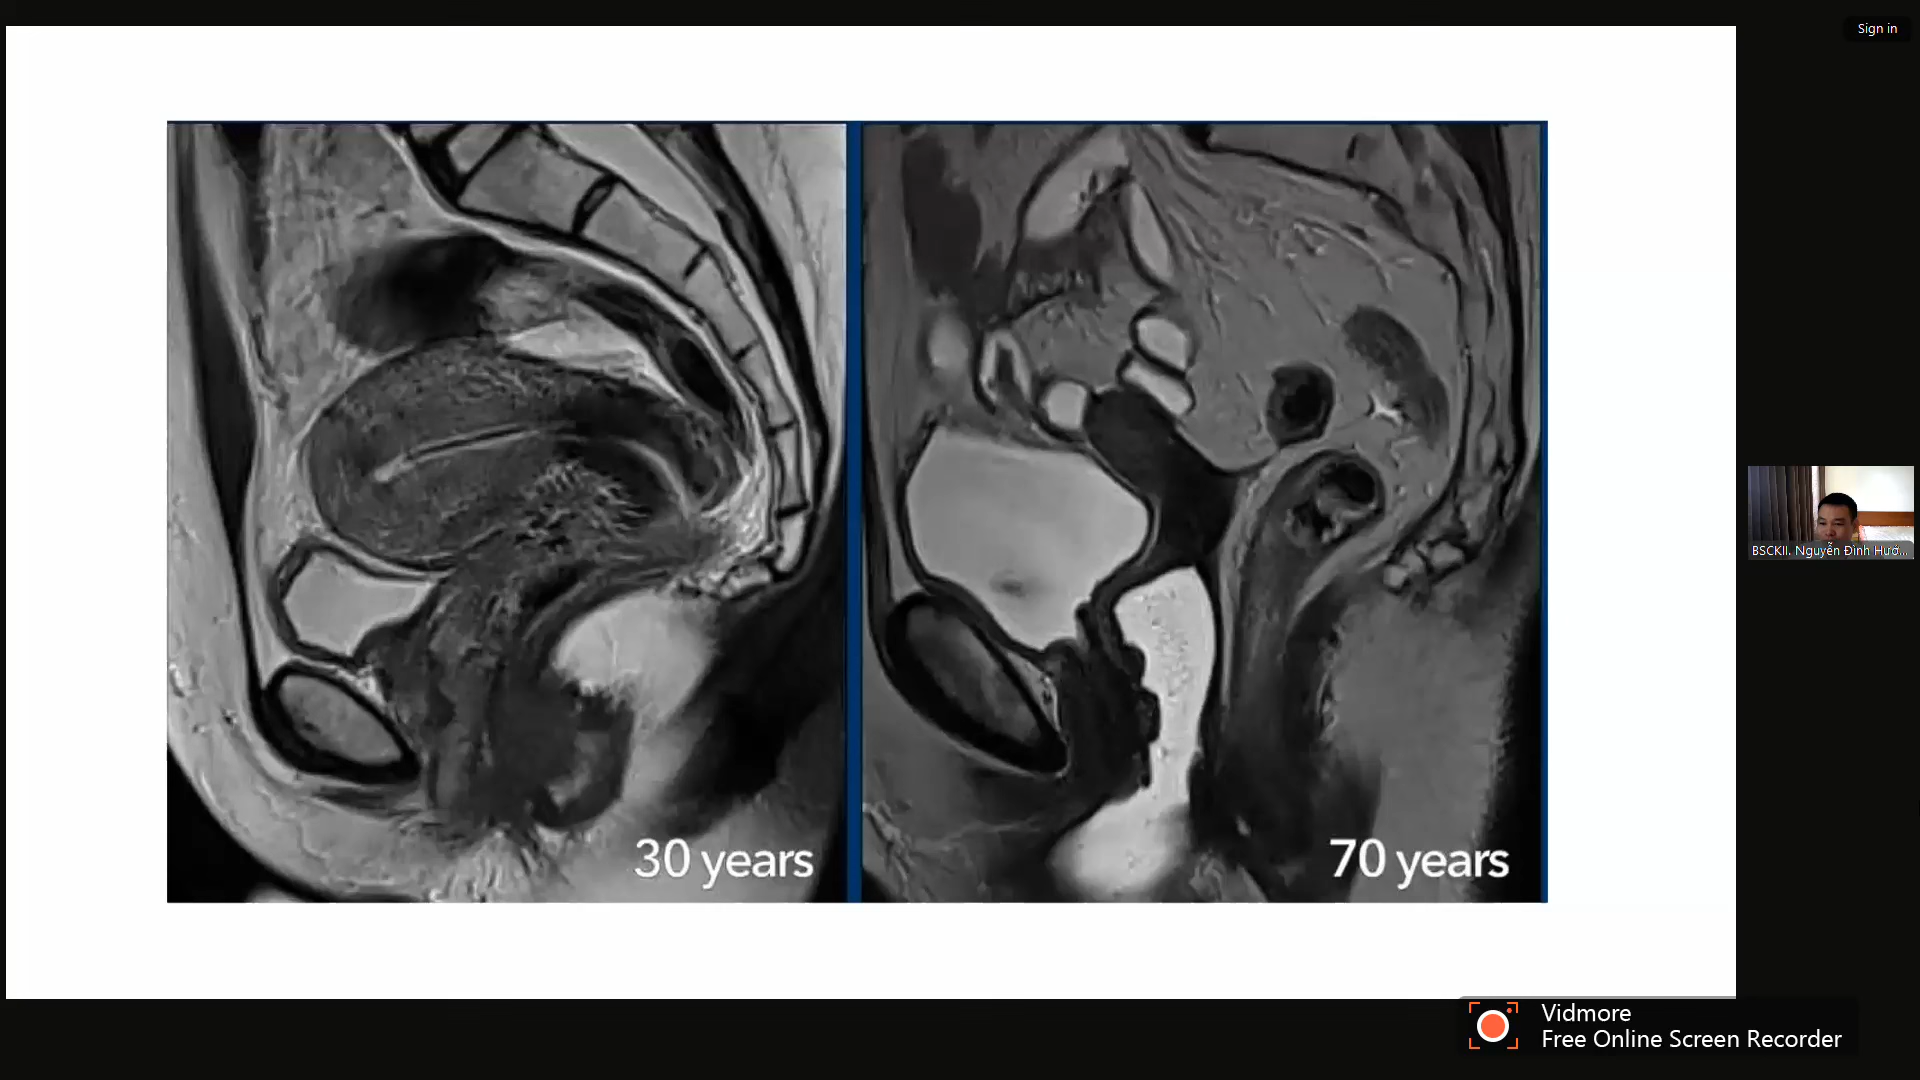 Sign in
30 years
70 years
BSCKII. Nguyễn Đình Hướ...
Vidmore
Free Online Screen Recorder